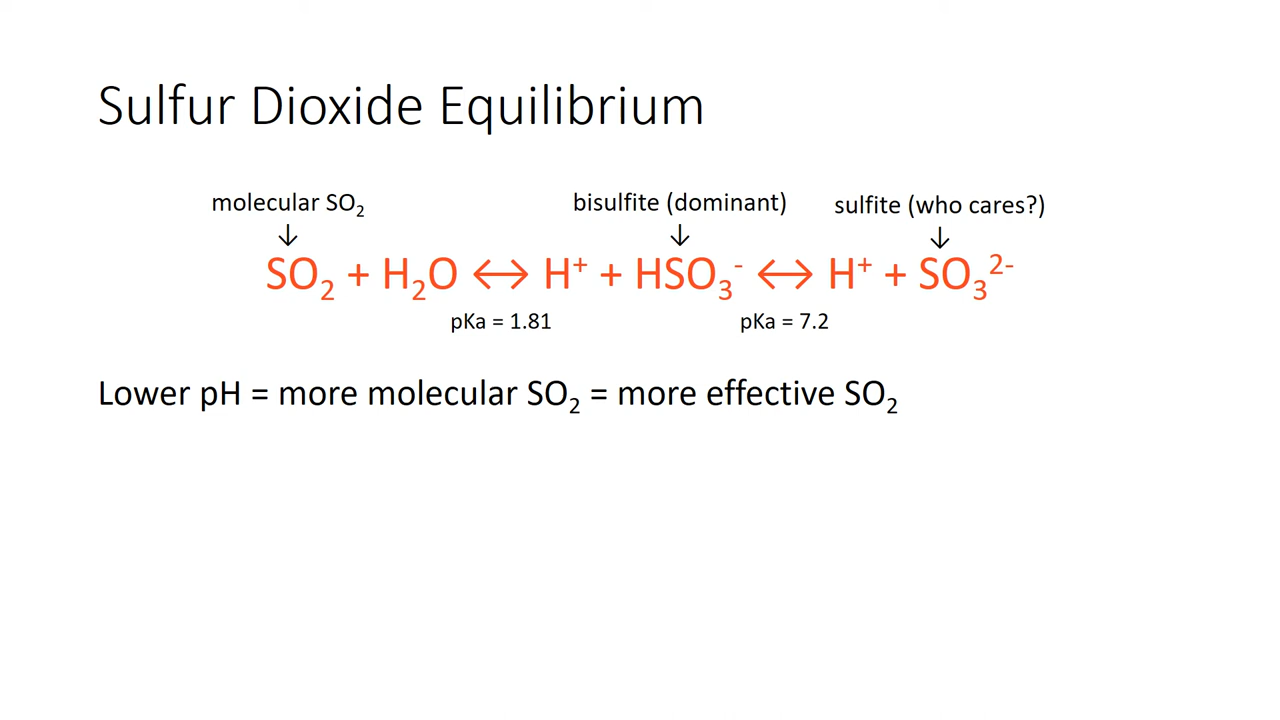 Sulfur Dioxide Equilibrium
molecular SO₂ bisulfite (dominant) sulfite (who cares?)
↓ ↓ ↓
SO₂ + H₂O ↔ H⁺ + HSO₃⁻ ↔ H⁺ + SO₃²⁻
pKa = 1.81 pKa = 7.2
Lower pH = more molecular SO₂ = more effective SO₂